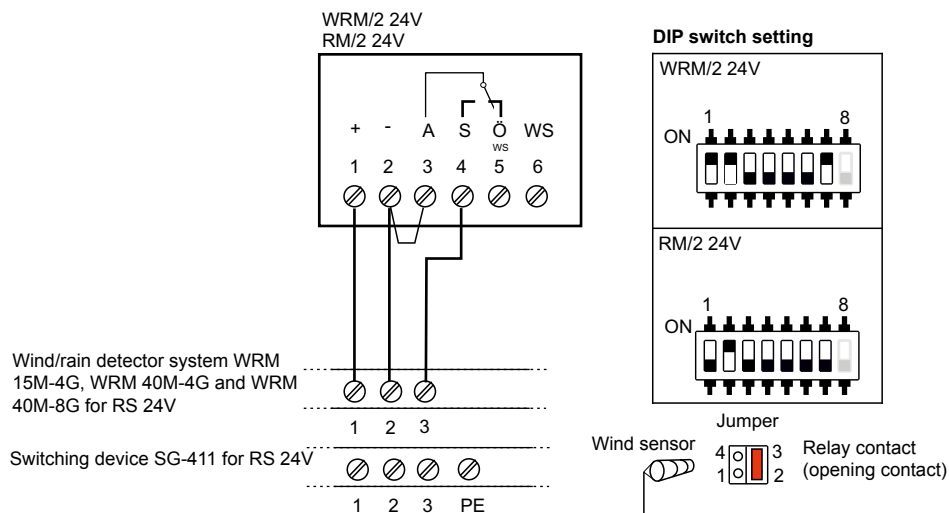 WRM/2 24V
RM/2 24V
+ - A S Ö WS
ws
1 2 3 4 5 6
Wind/rain detector system WRM
15M-4G, WRM 40M-4G and WRM
40M-8G for RS 24V
1 2 3
Switching device SG-411 for RS 24V
1 2 3 PE
DIP switch setting
WRM/2 24V
1 8
ON
RM/2 24V
1 8
ON
Jumper
Wind sensor
4 3
1 2
Relay contact
(opening contact)